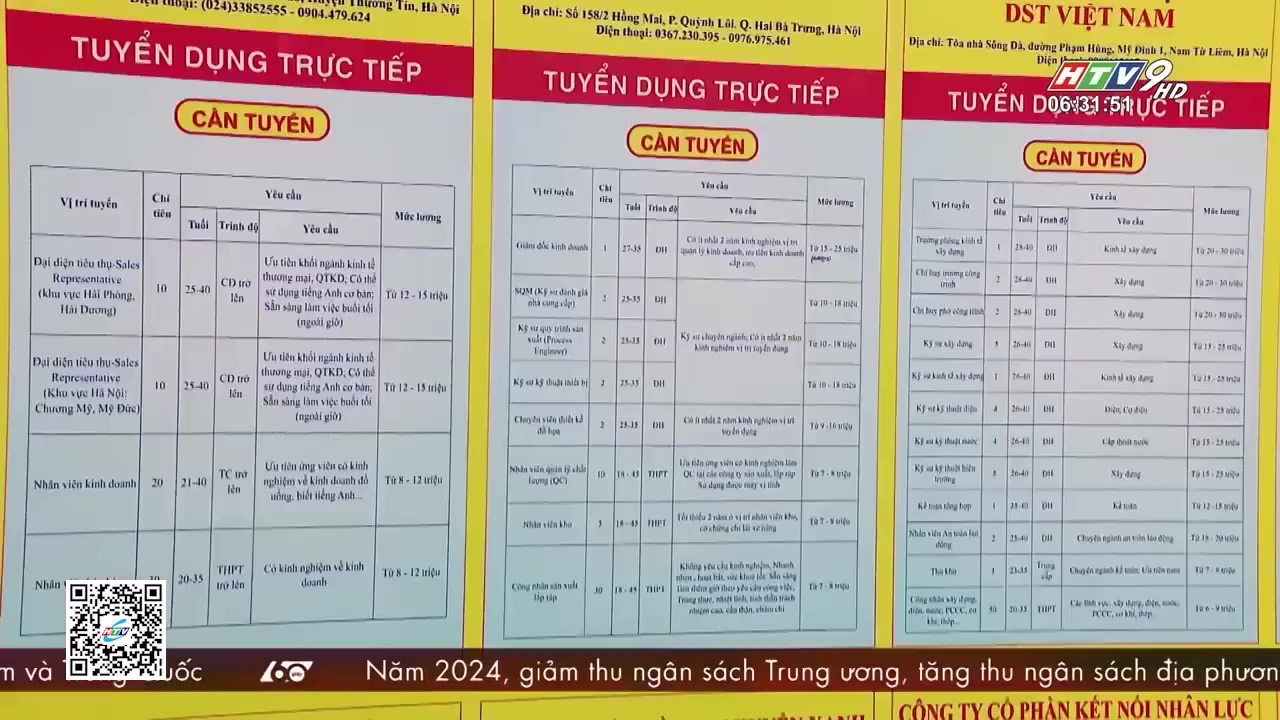 Thường Tín, Hà Nội
thoại: (024)33852555 - 0904.479.624
TUYỂN DỤNG TRỰC TIẾP
CẦN TUYỂN
Vị trí tuyển
Chỉ tiêu
Yêu cầu
Tuổi
Trình độ
Yêu cầu
Mức lương
Đại diện tiêu thụ-Sales
Representative
(khu vực Hải Phòng,
Hải Dương)
10
25-40
CD trở
lên
Ưu tiên khối ngành kinh tế
thương mại, QTKD; Có thể
sử dụng tiếng Anh cơ bản;
Sẵn sàng làm việc buổi tối
(ngoài giờ)
Từ 12 - 15 triệu
Đại diện tiêu thụ-Sales
Representative
(Khu vực Hà Nội:
Chương Mỹ, Mỹ Đức)
10
25-40
CD trở
lên
Ưu tiên khối ngành kinh tế
thương mại, QTKD, Có thể
sử dụng tiếng Anh cơ bản;
Sẵn sàng làm việc buổi tối
(ngoài giờ)
Từ 12 - 15 triệu
Nhân viên kinh doanh
20
21-40
TC trở
lên
Ưu tiên ứng viên có kinh
nghiệm về kinh doanh đồ
uống, biết tiếng Anh...
Từ 8 - 12 triệu
20-35
THPT
trở lên
Có kinh nghiệm về kinh
doanh
Từ 8 - 12 triệu
Địa chỉ: Số 158/2 Hồng Mai, P. Quỳnh Lôi, Q. Hai Bà Trưng, Hà Nội
Điện thoại: 0367.230.395 - 0976.975.461
TUYỂN DỤNG TRỰC TIẾP
CẦN TUYỂN
Vị trí tuyển
Chỉ tiêu
Yêu cầu
Tuổi
Trình độ
Yêu cầu
Mức lương
Giám đốc kinh doanh
1
27-35
ĐH
Có ít nhất 2 năm kinh nghiệm vị trí
quản lý kinh doanh, ưu tiên kinh doanh
cấp cao,
Từ 15 - 25 triệu
SQM (Kỹ sư đánh giá
nhà cung cấp)
2
25-35
ĐH
Kỹ sư chuyên ngành; Có ít nhất 2 năm
kinh nghiệm vị trí tuyển dụng
Từ 10 - 18 triệu
Kỹ sư quy trình sản
xuất (Process
Engineer)
2
25-35
ĐH
Từ 10 - 18 triệu
Kỹ sư kỹ thuật thiết bị
2
25-35
ĐH
Từ 10 - 18 triệu
Chuyên viên thiết kế
đồ họa
2
25-35
ĐH
Có ít nhất 2 năm kinh nghiệm vị trí
tuyển dụng
Từ 9 -16 triệu
Nhân viên quản lý chất
lượng (QC)
10
18 - 45
THPT
Ưu tiên ứng viên có kinh nghiệm làm
QC tại các công ty sản xuất, lắp ráp
Sử dụng được máy vi tính
Từ 7 - 8 triệu
Nhân viên kho
5
18 - 45
THPT
Tối thiểu 2 năm ở vị trí nhân viên kho,
có chứng chỉ lái xe nâng
Từ 7 - 8 triệu
Công nhân sản xuất
lắp ráp
30
18 - 45
THPT
Không yêu cầu kinh nghiệm, Nhanh
nhẹn, hoạt bát, sức khoẻ tốt. Sẵn sàng
làm thêm giờ theo yêu cầu công việc,
Trung thực, nhiệt tình, tinh thần trách
nhiệm cao, cẩn thận, chăm chỉ
Từ 7 - 8 triệu
DST VIỆT NAM
Địa chỉ: Tòa nhà Sông Đà, đường Phạm Hùng, Mỹ Đình 1, Nam Từ Liêm, Hà Nội
HTV9 HD
06:31:51
TUYỂN DỤNG TRỰC TIẾP
CẦN TUYỂN
Vị trí tuyển
Chỉ tiêu
Yêu cầu
Tuổi
Trình độ
Yêu cầu
Mức lương
Trưởng phòng kinh tế
xây dựng
1
28-40
ĐH
Kinh tế xây dựng
Từ 20 - 30 triệu
Chỉ huy trưởng công
trình
2
28-40
ĐH
Xây dựng
Từ 20 - 30 triệu
Chỉ huy phó công trình
2
28-40
ĐH
Xây dựng
Từ 20 - 30 triệu
Kỹ sư xây dựng
26-40
ĐH
Xây dựng
Từ 15 - 25 triệu
Kỹ sư kinh tế xây dựng
1
26-40
ĐH
Kinh tế xây dựng
Từ 15 - 25 triệu
Kỹ sư kỹ thuật điện
4
26-40
ĐH
Điện, Cơ điện
Từ 15 - 25 triệu
Kỹ sư kỹ thuật nước
4
26-40
ĐH
Cấp thoát nước
Từ 15 - 25 triệu
Kỹ sư kỹ thuật hiện
trường
26-40
ĐH
Xây dựng
Từ 15 - 25 triệu
Kế toán tổng hợp
1
ĐH
Kế toán
Từ 12-15 triệu
Nhân viên An toàn lao
động
2
25-40
ĐH
Chuyên ngành an toàn lao động
Thủ kho
1
Trung
cấp
Chuyên ngành kế toán. Ưu tiên nam
Từ 7 - 8 triệu
Công nhân xây dựng,
điện, nước, PCCC, cơ
khí, thép...
20-35
THPT
Các lĩnh vực: xây dựng, điện, nước,
PCCC, cơ khí, thép...
HTV
60 giây
Năm 2024, giảm thu ngân sách Trung ương, tăng thu ngân sách địa phươn
CÔNG TY CỔ PHẦN KẾT NỐI NHÂN LỰC